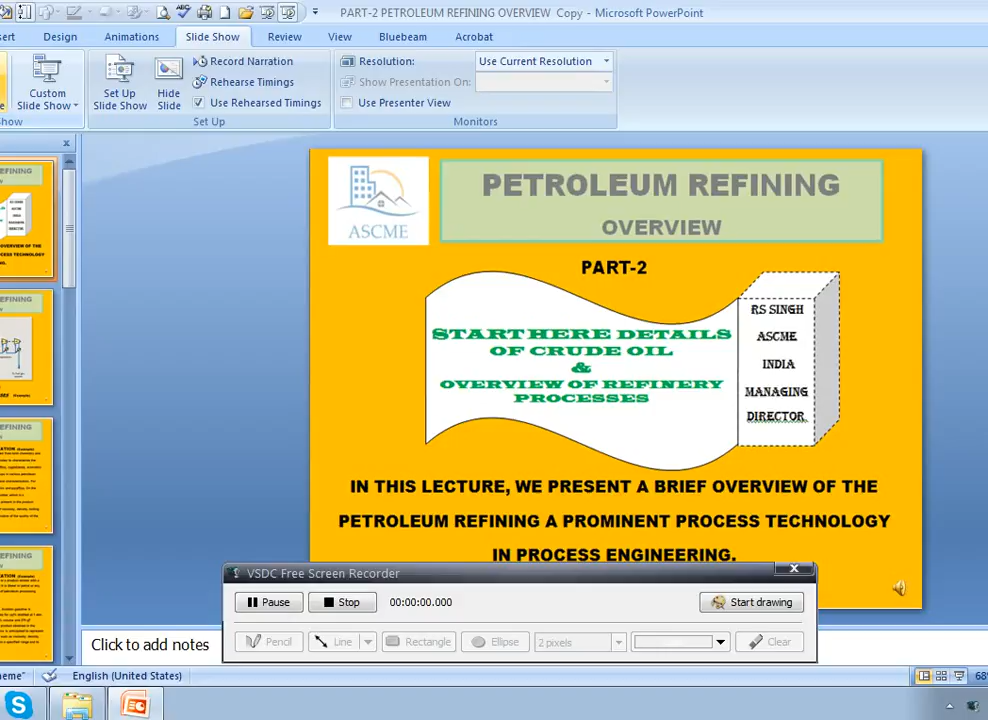 PART-2 PETROLEUM REFINING OVERVIEW Copy - Microsoft PowerPoint
sert Design Animations Slide Show Review View Bluebeam Acrobat
Custom
Slide Show
Set Up
Slide Show
Hide
Slide
Record Narration
Rehearse Timings
Use Rehearsed Timings
Set Up
Resolution: Use Current Resolution
Show Presentation On:
Use Presenter View
Monitors
how
ASCME
PETROLEUM REFINING
OVERVIEW
PART-2
START HERE DETAILS
OF CRUDE OIL
&
OVERVIEW OF REFINERY
PROCESSES
RS SINGH
ASCME
INDIA
MANAGING
DIRECTOR
IN THIS LECTURE, WE PRESENT A BRIEF OVERVIEW OF THE
PETROLEUM REFINING A PROMINENT PROCESS TECHNOLOGY
IN PROCESS ENGINEERING.
VSDC Free Screen Recorder
Pause Stop 00:00:00.000 Start drawing
Pencil Line Rectangle Ellipse 2 pixels Clear
Click to add notes
eme" English (United States) 68